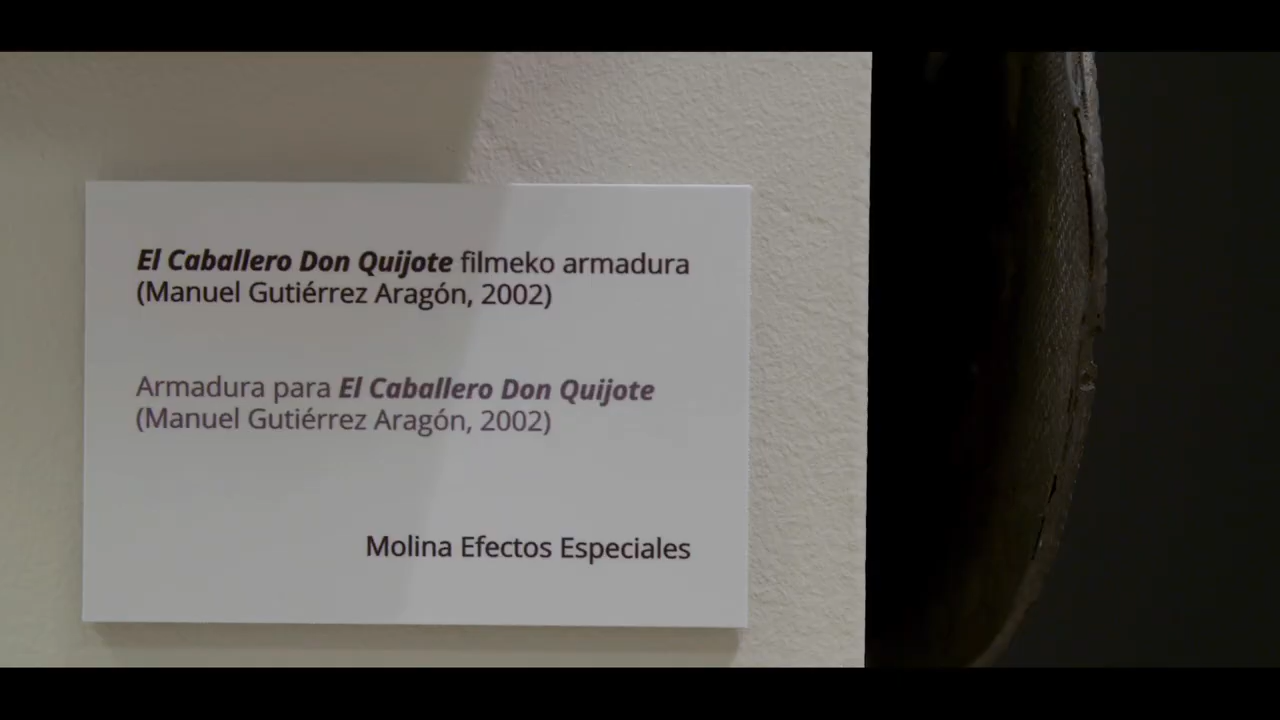 El Caballero Don Quijote filmeko armadura
(Manuel Gutiérrez Aragón, 2002)
Armadura para El Caballero Don Quijote
(Manuel Gutiérrez Aragón, 2002)
Molina Efectos Especiales